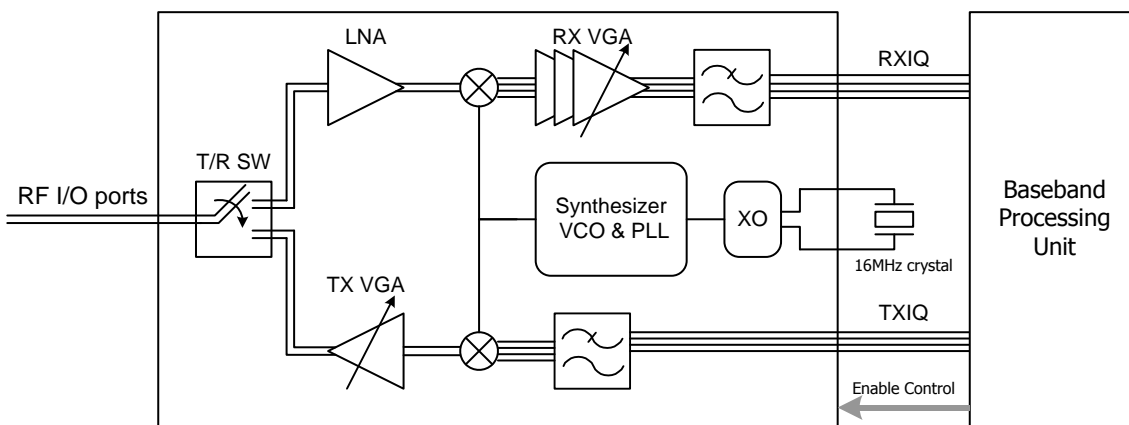 LNA
RX VGA
RXIQ
T/R SW
RF I/O ports
Synthesizer
VCO & PLL
XO
16MHz crystal
Baseband
Processing
Unit
TX VGA
TXIQ
Enable Control